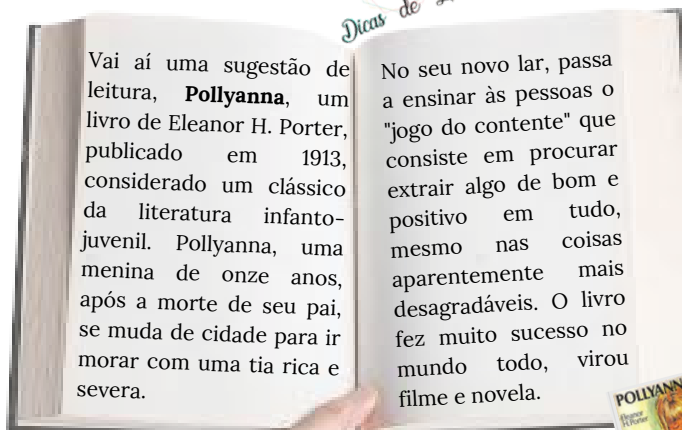 Dicas de
Vai aí uma sugestão de
leitura, Pollyanna, um
livro de Eleanor H. Porter,
publicado em 1913,
considerado um clássico
da literatura infanto-
juvenil. Pollyanna, uma
menina de onze anos,
após a morte de seu pai,
se muda de cidade para ir
morar com uma tia rica e
severa.
No seu novo lar, passa
a ensinar às pessoas o
"jogo do contente" que
consiste em procurar
extrair algo de bom e
positivo em tudo,
mesmo nas coisas
aparentemente mais
desagradáveis. O livro
fez muito sucesso no
mundo todo, virou
filme e novela.
Eleanor
H.Porter